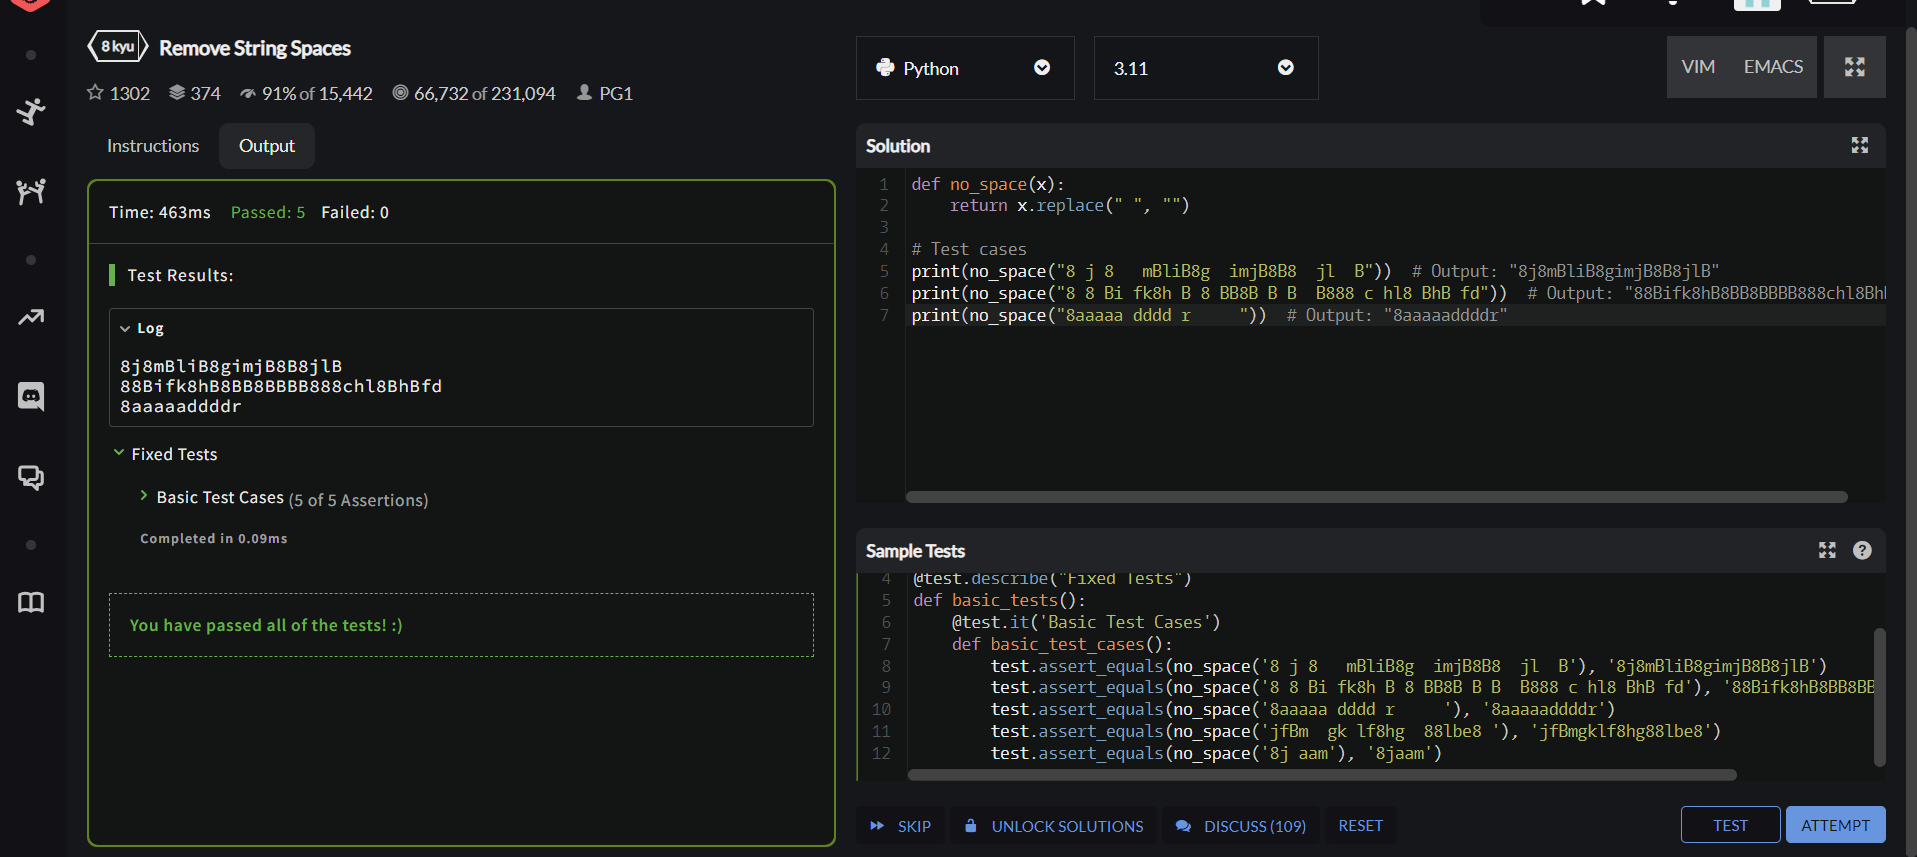 8 kyu Remove String Spaces
1302 374 91% of 15,442 66,732 of 231,094 PG1
Instructions Output
Time: 463ms Passed: 5 Failed: 0
Test Results:
Log
8j8mBliB8gimjB8B8jlB
88Bifk8hB8BB8BBBB888chl8BhBfd
8aaaaaddddr
Fixed Tests
Basic Test Cases (5 of 5 Assertions)
Completed in 0.09ms
You have passed all of the tests! :)
Python 3.11 VIM EMACS
Solution
1 def no_space(x):
2     return x.replace(" ", "")
3
4 # Test cases
5 print(no_space("8 j 8   mBliB8g  imjB8B8  jl  B"))  # Output: "8j8mBliB8gimjB8B8jlB"
6 print(no_space("8 8 Bi fk8h B 8 BB8B B B  B888 c hl8 BhB fd"))  # Output: "88Bifk8hB8BB8BBBB888chl8Bh
7 print(no_space("8aaaaa dddd r     "))  # Output: "8aaaaaddddr"
Sample Tests
4 @test.describe("Fixed Tests")
5 def basic_tests():
6     @test.it('Basic Test Cases')
7     def basic_test_cases():
8         test.assert_equals(no_space('8 j 8   mBliB8g  imjB8B8  jl  B'), '8j8mBliB8gimjB8B8jlB')
9         test.assert_equals(no_space('8 8 Bi fk8h B 8 BB8B B B  B888 c hl8 BhB fd'), '88Bifk8hB8BB8BB
10         test.assert_equals(no_space('8aaaaa dddd r     '), '8aaaaaddddr')
11         test.assert_equals(no_space('jfBm  gk lf8hg  88lbe8 '), 'jfBmgklf8hg88lbe8')
12         test.assert_equals(no_space('8j aam'), '8jaam')
SKIP UNLOCK SOLUTIONS DISCUSS (109) RESET TEST ATTEMPT